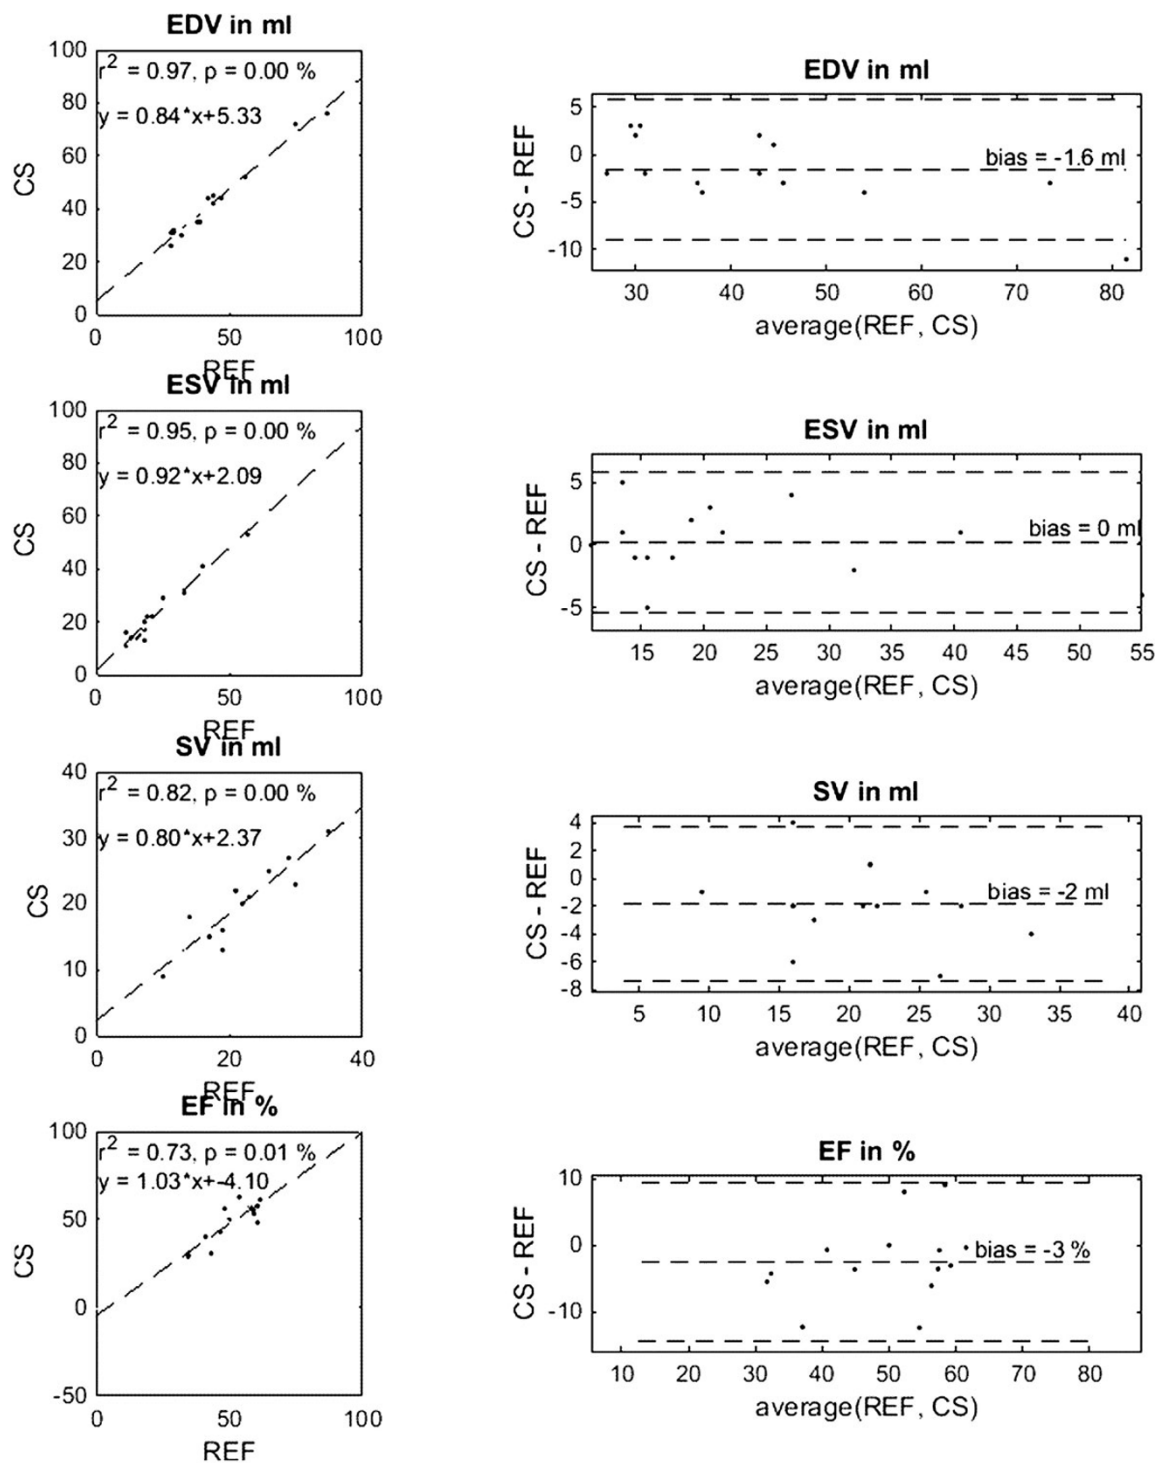 EDV in ml
100
80
60
40
20
0
r2 = 0.97, p = 0.00 %
y = 0.84*x+5.33
CS
0
50
100
REF
EDV in ml
5
0
-5
-10
bias = -1.6 ml
CS - REF
30
40
50
60
70
80
average(REF, CS)
ESV in ml
100
80
60
40
20
0
r2 = 0.95, p = 0.00 %
y = 0.92*x+2.09
CS
0
50
100
REF
ESV in ml
5
0
-5
bias = 0 ml
CS - REF
15
20
25
30
35
40
45
50
55
average(REF, CS)
SV in ml
40
30
20
10
0
r2 = 0.82, p = 0.00 %
y = 0.80*x+2.37
CS
0
20
40
REF
SV in ml
4
2
0
-2
-4
-6
-8
bias = -2 ml
CS - REF
5
10
15
20
25
30
35
40
average(REF, CS)
EF in %
100
50
0
-50
r2 = 0.73, p = 0.01 %
y = 1.03*x+-4.10
CS
0
50
100
REF
EF in %
10
0
-10
bias = -3 %
CS - REF
10
20
30
40
50
60
70
80
average(REF, CS)